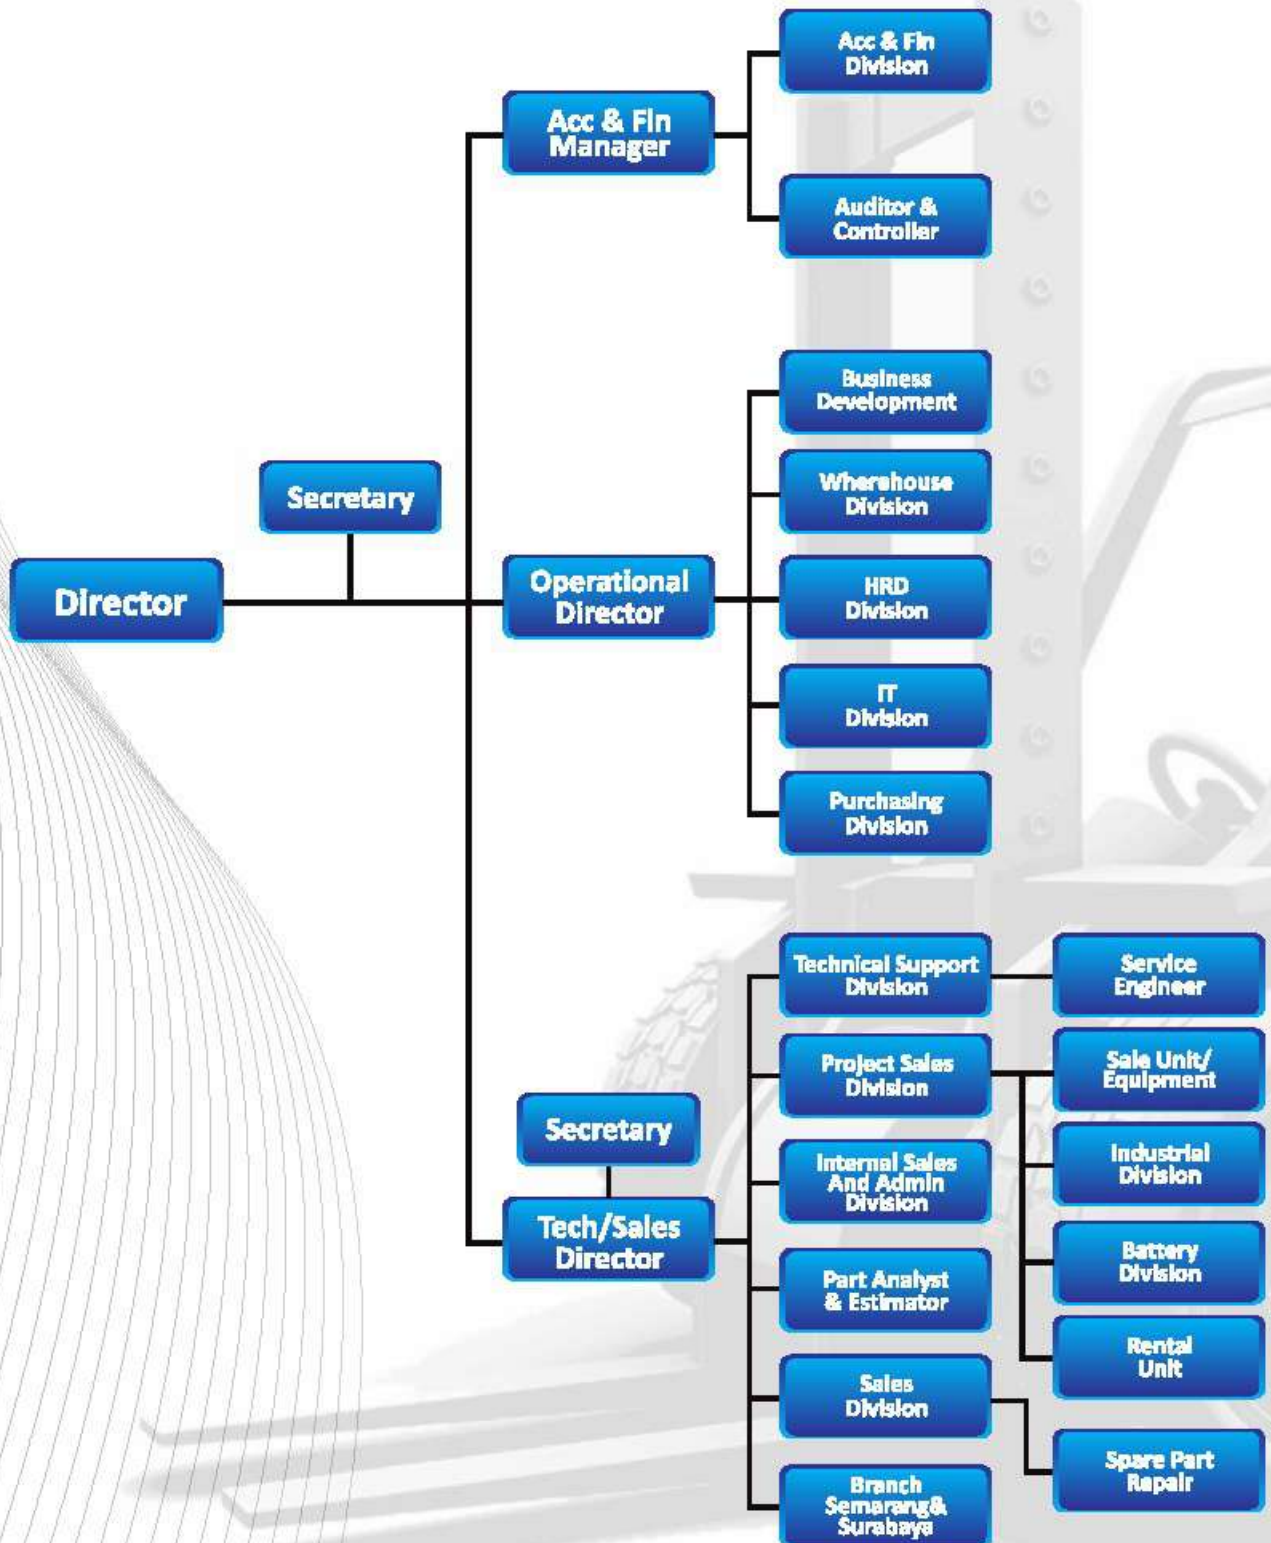 Acc & Fin
Division
Acc & Fin
Manager
Auditor &
Controller
Business
Development
Secretary
Wherehouse
Division
Director
Operational
Director
HRD
Division
IT
Division
Purchasing
Division
Technical Support
Division
Service
Engineer
Project Sales
Division
Sale Unit/
Equipment
Secretary
Internal Sales
And Admin
Division
Industrial
Division
Tech/Sales
Director
Part Analyst
& Estimator
Battery
Division
Rental
Unit
Sales
Division
Spare Part
Repair
Branch
Semarang&
Surabaya